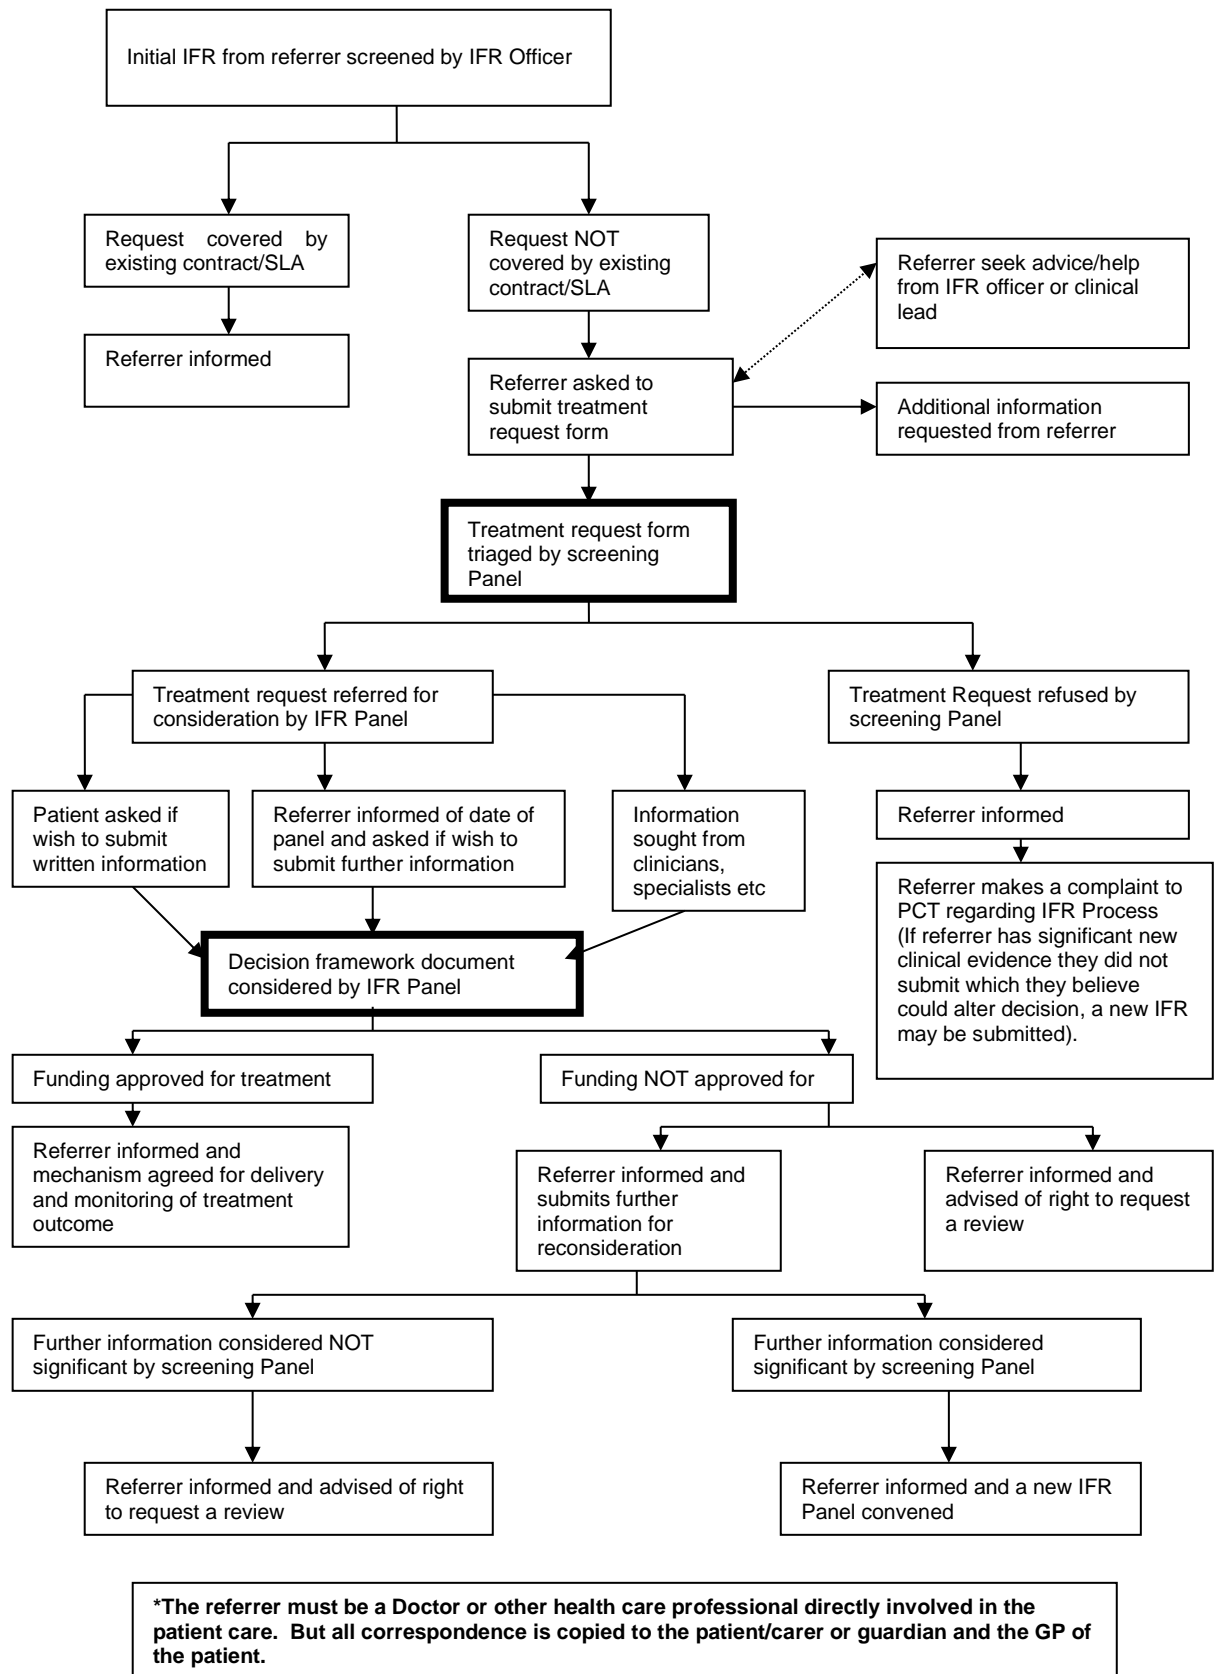 Initial IFR from referrer screened by IFR Officer
Request covered by
existing contract/SLA
Request NOT
covered by existing
contract/SLA
Referrer seek advice/help
from IFR officer or clinical
lead
Referrer informed
Referrer asked to
submit treatment
request form
Additional information
requested from referrer
Treatment request form
triaged by screening
Panel
Treatment request referred for
consideration by IFR Panel
Treatment Request refused by
screening Panel
Patient asked if
wish to submit
written information
Referrer informed of date of
panel and asked if wish to
submit further information
Information
sought from
clinicians,
specialists etc
Referrer informed
Referrer makes a complaint to
PCT regarding IFR Process
(If referrer has significant new
clinical evidence they did not
submit which they believe
could alter decision, a new IFR
may be submitted).
Decision framework document
considered by IFR Panel
Funding approved for treatment
Funding NOT approved for
Referrer informed and
mechanism agreed for delivery
and monitoring of treatment
outcome
Referrer informed and
submits further
information for
reconsideration
Referrer informed and
advised of right to request
a review
Further information considered NOT
significant by screening Panel
Further information considered
significant by screening Panel
Referrer informed and advised of right
to request a review
Referrer informed and a new IFR
Panel convened
*The referrer must be a Doctor or other health care professional directly involved in the
patient care.  But all correspondence is copied to the patient/carer or guardian and the GP of
the patient.